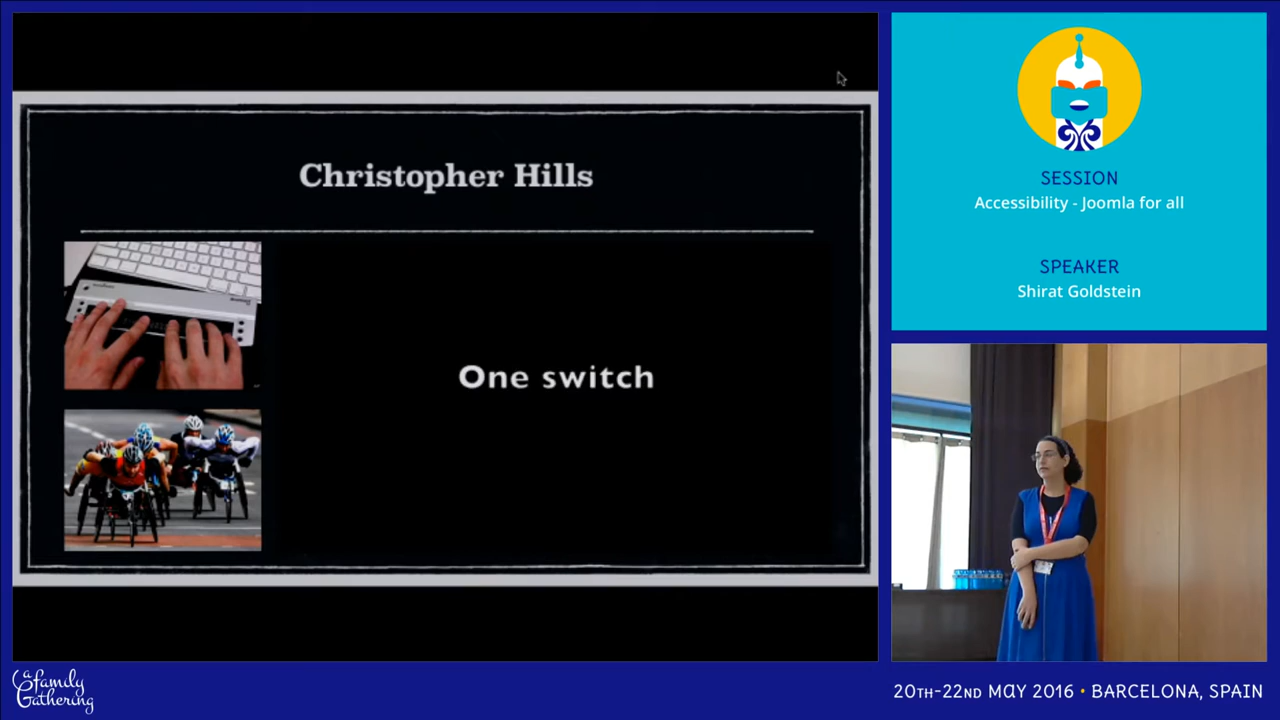 Christopher Hills
One switch
SESSION
Accessibility - Joomla for all
SPEAKER
Shirat Goldstein
a family
Gathering
20TH-22ND MAY 2016 • BARCELONA, SPAIN